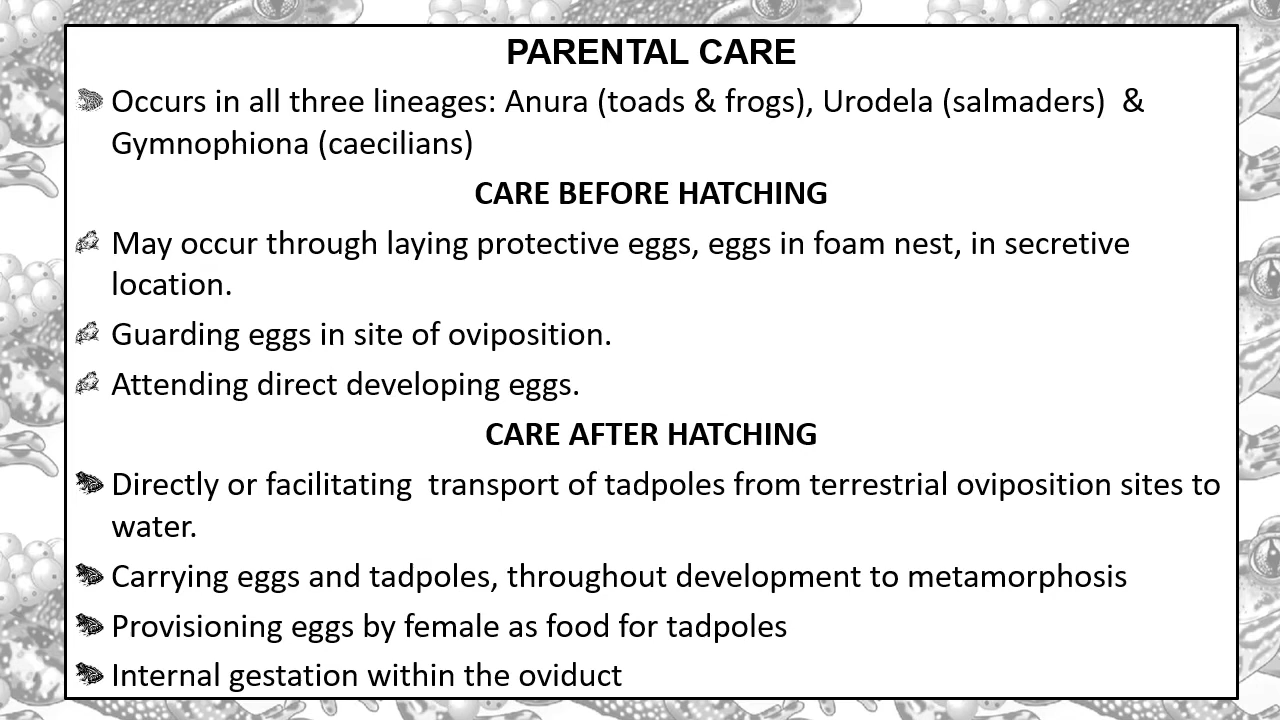 PARENTAL CARE
Occurs in all three lineages: Anura (toads & frogs), Urodela (salmaders)  &
Gymnophiona (caecilians)
CARE BEFORE HATCHING
May occur through laying protective eggs, eggs in foam nest, in secretive
location.
Guarding eggs in site of oviposition.
Attending direct developing eggs.
CARE AFTER HATCHING
Directly or facilitating  transport of tadpoles from terrestrial oviposition sites to
water.
Carrying eggs and tadpoles, throughout development to metamorphosis
Provisioning eggs by female as food for tadpoles
Internal gestation within the oviduct